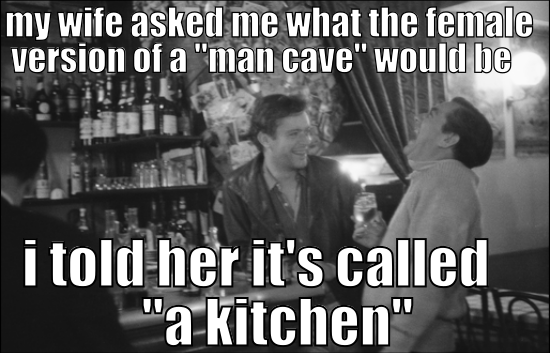 my wife asked me what the female
version of a "man cave" would be
i told her it's called
"a kitchen"